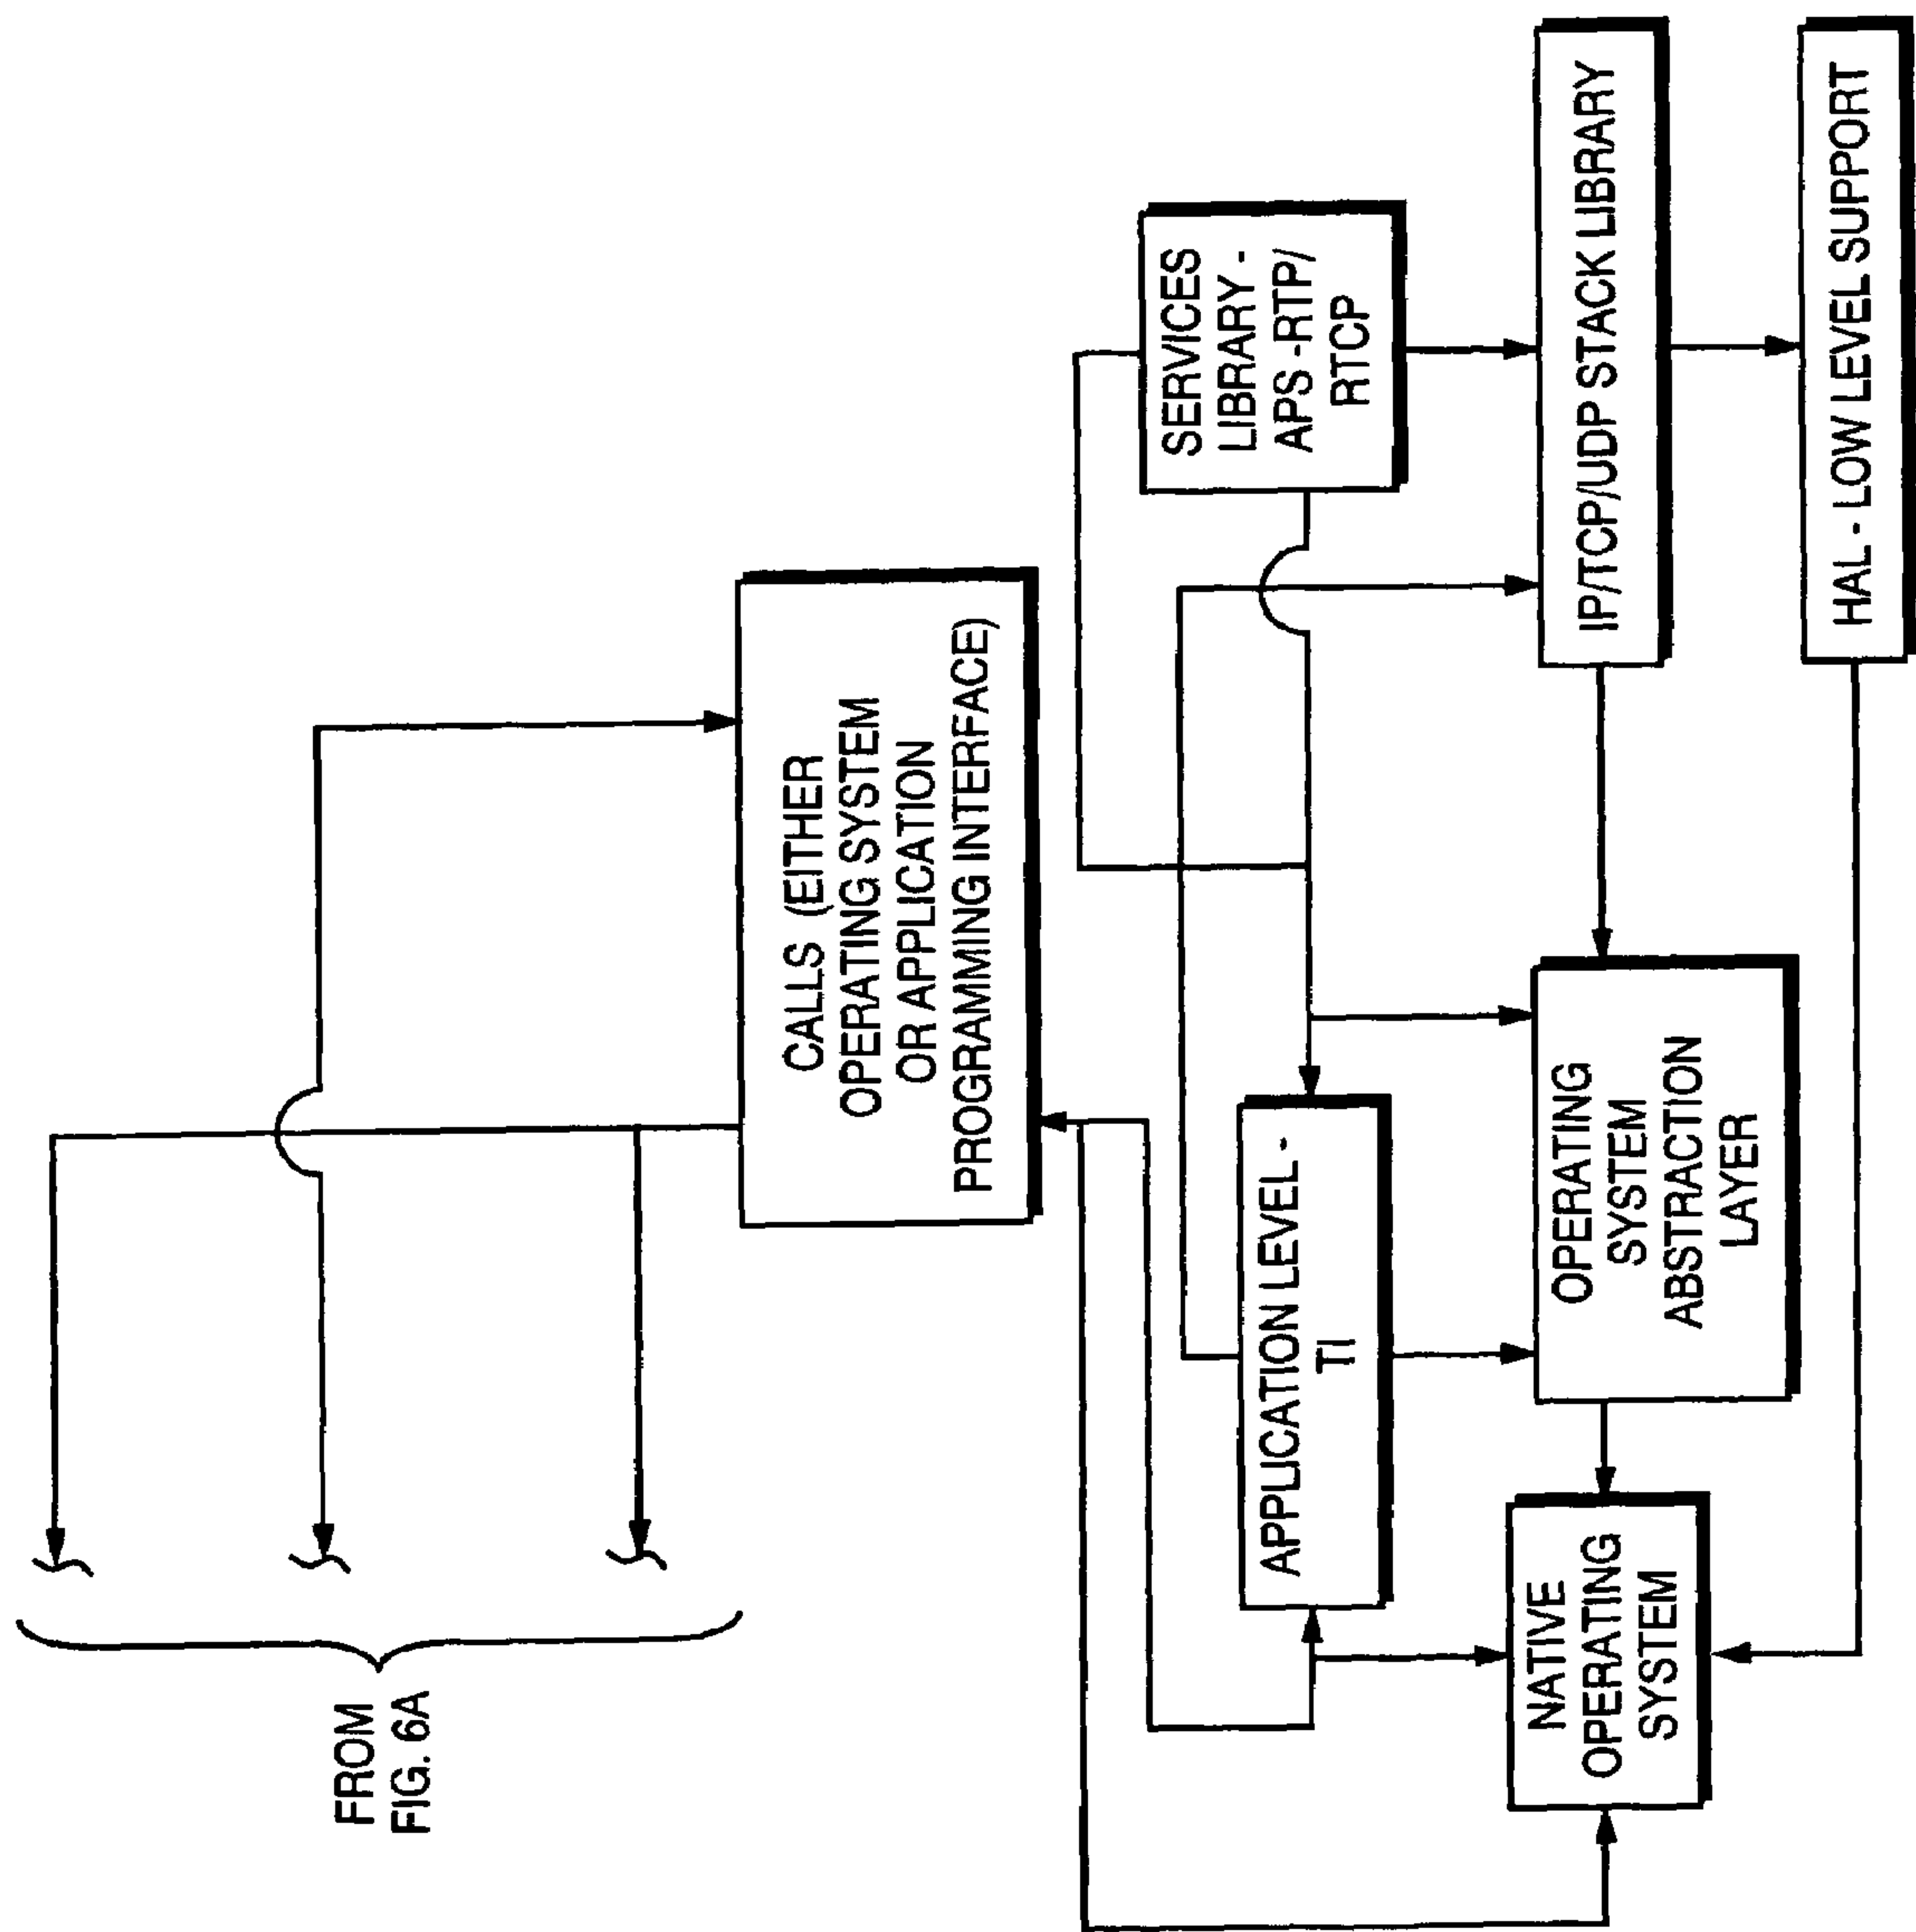 FROM
FIG. 6A
CALLS (EITHER
OPERATING SYSTEM
OR APPLICATION
PROGRAMMING INTERFACE)
SERVICES
LIBRARY -
APS -RTP/
RTCP
APPLICATION LEVEL -
TI
NATIVE
OPERATING
SYSTEM
OPERATING
SYSTEM
ABSTRACTION
LAYER
IP/TCP/UDP STACK LIBRARY
HAL - LOW LEVEL SUPPORT